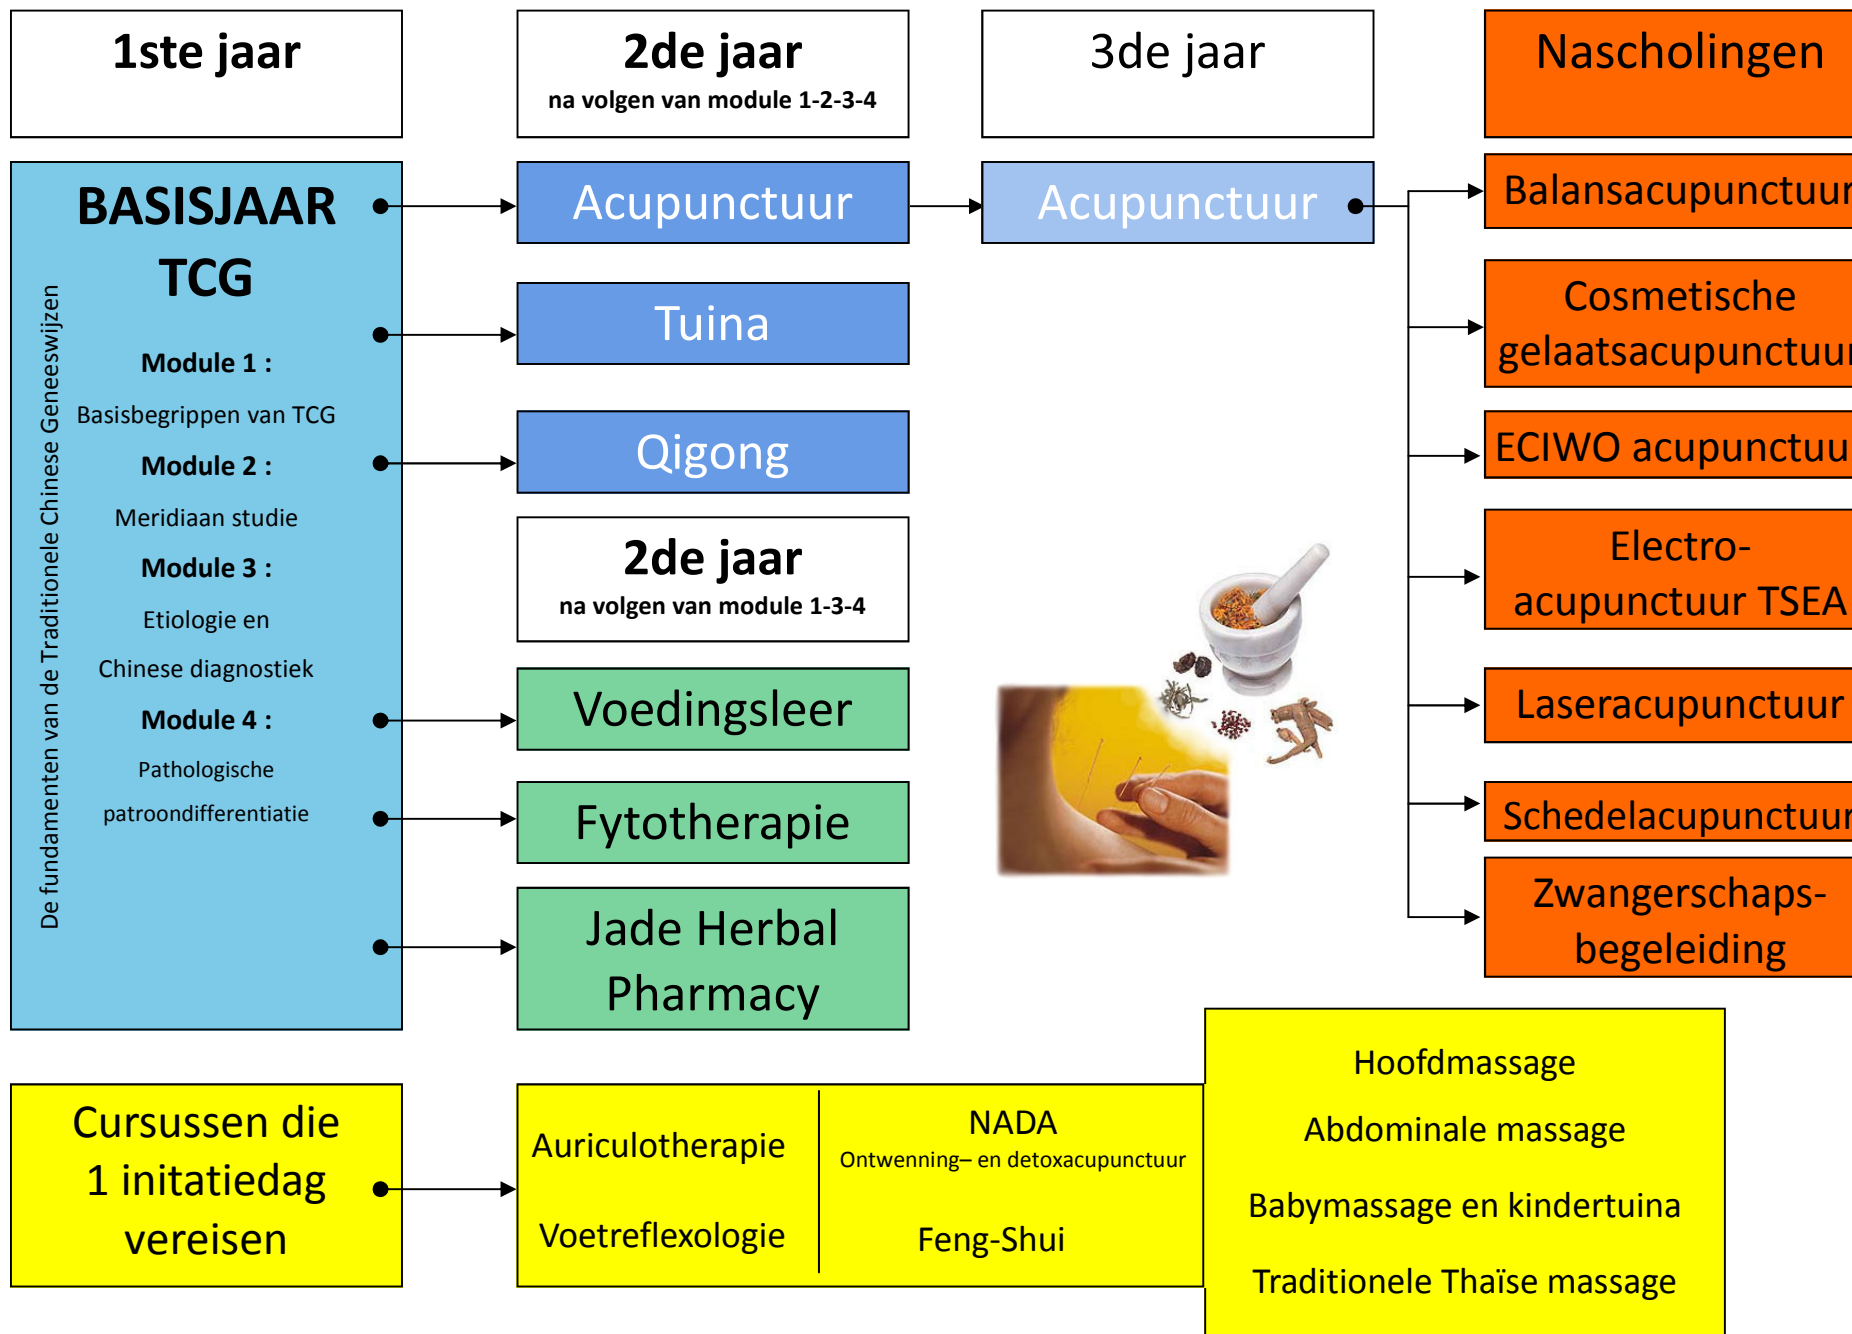 1ste jaar
2de jaar
na volgen van module 1-2-3-4
3de jaar
Nascholingen
BASISJAAR
TCG
De fundamenten van de Traditionele Chinese Geneeswijzen
Module 1 :
Basisbegrippen van TCG
Module 2 :
Meridiaan studie
Module 3 :
Etiologie en
Chinese diagnostiek
Module 4 :
Pathologische
patroondifferentiatie
Acupunctuur
Tuina
Qigong
2de jaar
na volgen van module 1-3-4
Voedingsleer
Fytotherapie
Jade Herbal
Pharmacy
Acupunctuur
Balansacupunctuur
Cosmetische
gelaatsacupunctuur
ECIWO acupunctuu
Electro-
acupunctuur TSEA
Laseracupunctuur
Schedelacupunctuur
Zwangerschaps-
begeleiding
Cursussen die
1 initatiedag
vereisen
Auriculotherapie
Voetreflexologie
NADA
Ontwenning– en detoxacupunctuur
Feng-Shui
Hoofdmassage
Abdominale massage
Babymassage en kindertuina
Traditionele Thaïse massage